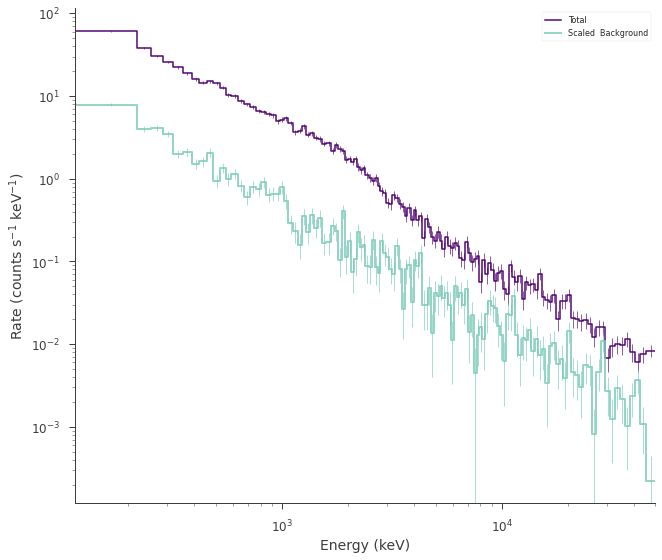 Total
Scaled  Background
10²
10¹
10⁰
10⁻¹
10⁻²
10⁻³
Rate (counts s⁻¹ keV⁻¹)
10³
10⁴
Energy (keV)